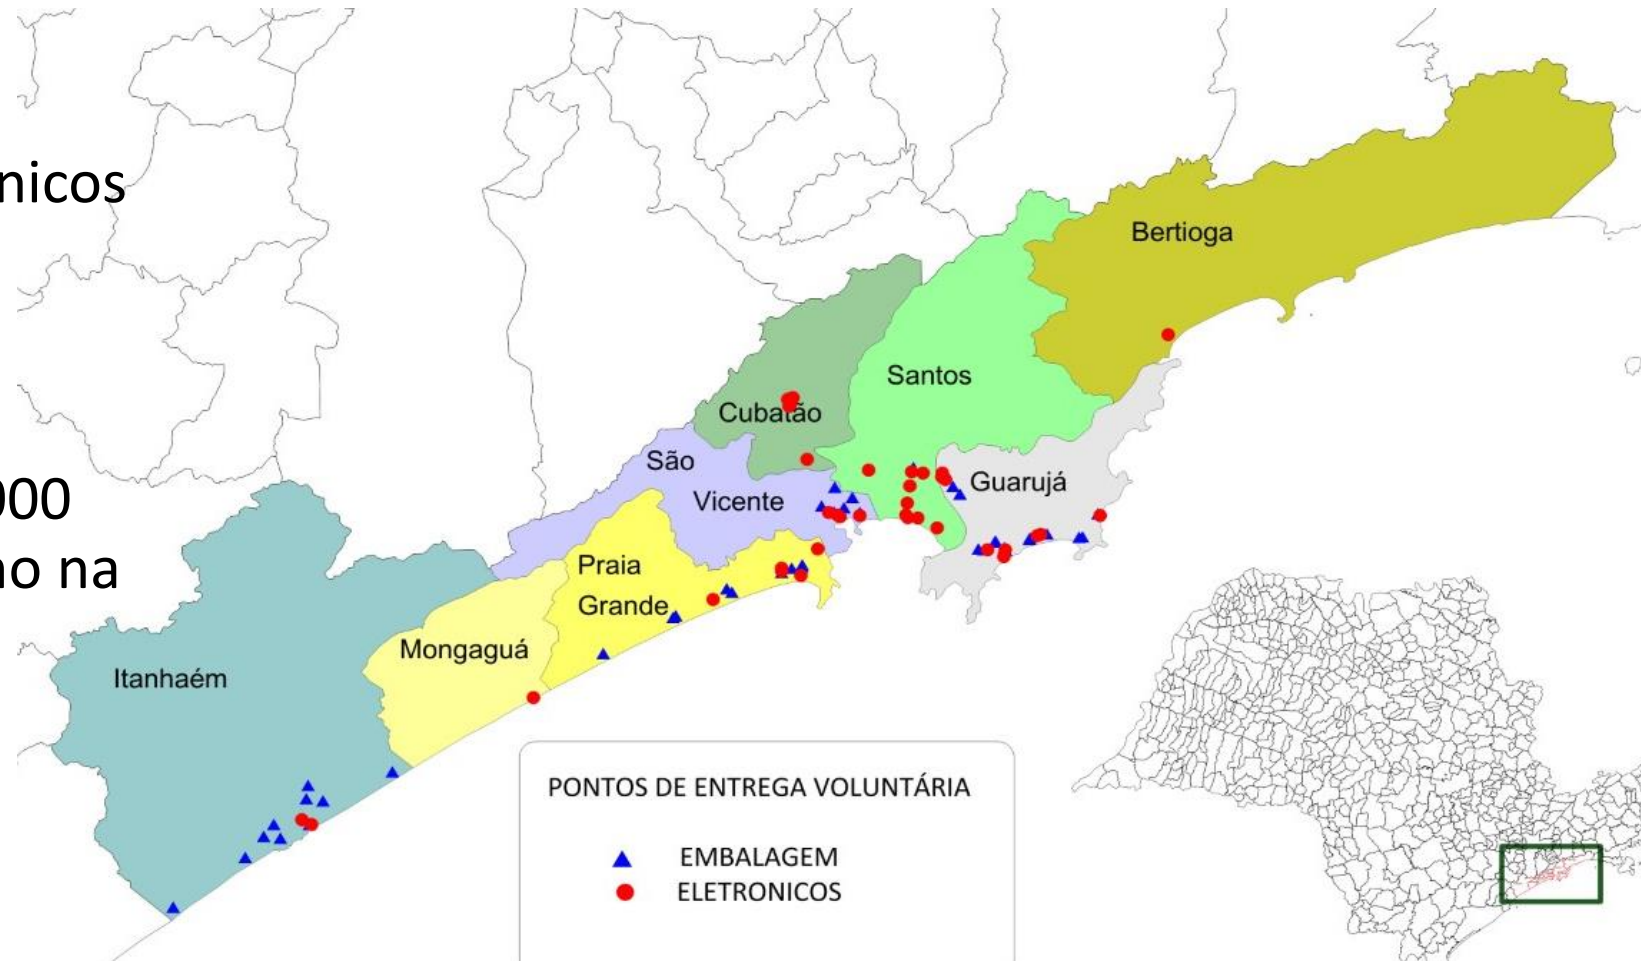 nicos
000
no na
Bertioga
Santos
Cubatão
São
Vicente
Guarujá
Praia
Grande
Mongaguá
Itanhaém
PONTOS DE ENTREGA VOLUNTÁRIA
EMBALAGEM
ELETRONICOS